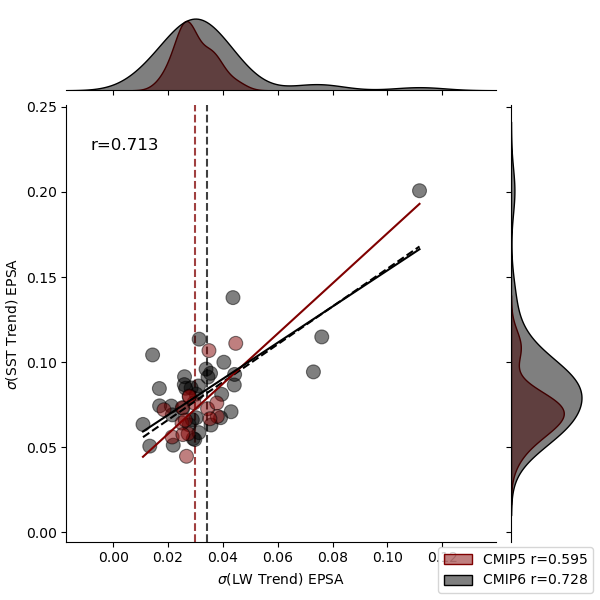 0.25
r=0.713
0.20
0.15
0.10
0.05
0.00
σ(SST Trend) EPSA
0.00 0.02 0.04 0.06 0.08 0.10 0.12
σ(LW Trend) EPSA
CMIP5 r=0.595
CMIP6 r=0.728